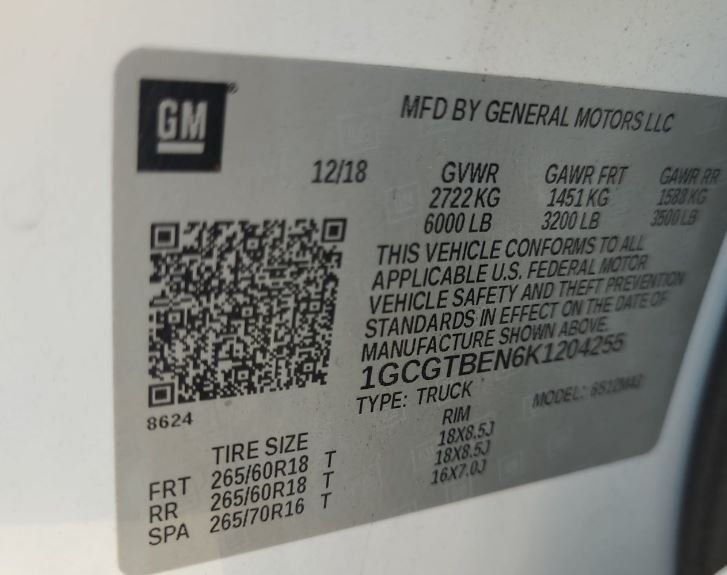 GM
MFD BY GENERAL MOTORS LLC
12/18 GVWR GAWR FRT GAWR RR
2722 KG 1451 KG 1588 KG
6000 LB 3200 LB 3500 LB
THIS VEHICLE CONFORMS TO ALL
APPLICABLE U.S. FEDERAL MOTOR
VEHICLE SAFETY AND THEFT PREVENTION
STANDARDS IN EFFECT ON THE DATE OF
MANUFACTURE SHOWN ABOVE.
1GCGTBEN6K1204255
TYPE: TRUCK MODEL:
8624
TIRE SIZE RIM
FRT 265/60R18 T 18X8.5J
RR 265/60R18 T 18X8.5J
SPA 265/70R16 T 16X7.0J